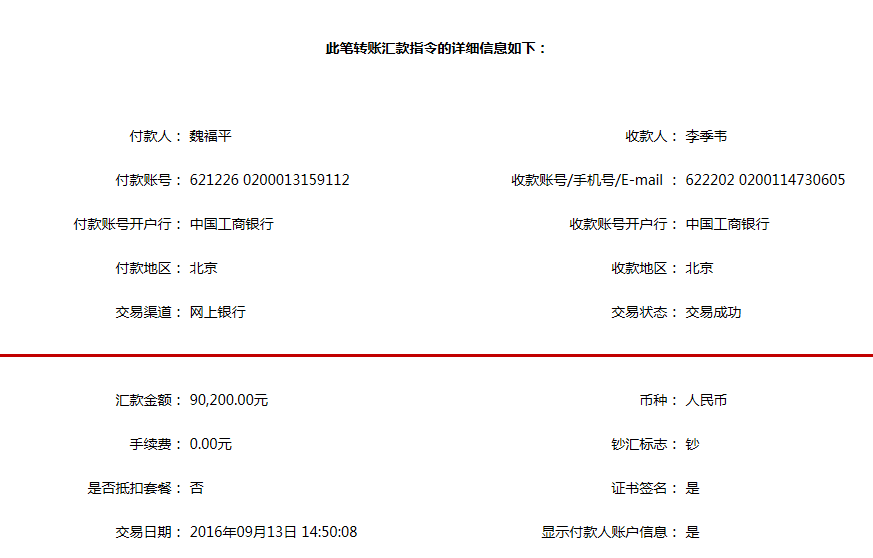 此笔转账汇款指令的详细信息如下：
付款人： 魏福平 收款人： 李季韦
付款账号： 621226 0200013159112 收款账号/手机号/E-mail ： 622202 0200114730605
付款账号开户行： 中国工商银行 收款账号开户行： 中国工商银行
付款地区： 北京 收款地区： 北京
交易渠道： 网上银行 交易状态： 交易成功
汇款金额： 90,200.00元 币种： 人民币
手续费： 0.00元 钞汇标志： 钞
是否抵扣套餐： 否 证书签名： 是
交易日期： 2016年09月13日 14:50:08 显示付款人账户信息： 是